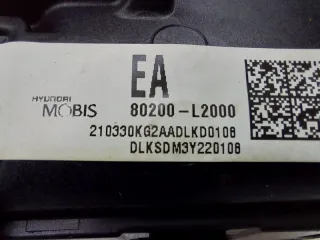 EA
HYUNDAI
MOBIS 80200-L2000
210330KG2AADLKD0108
DLKSDM3Y220108